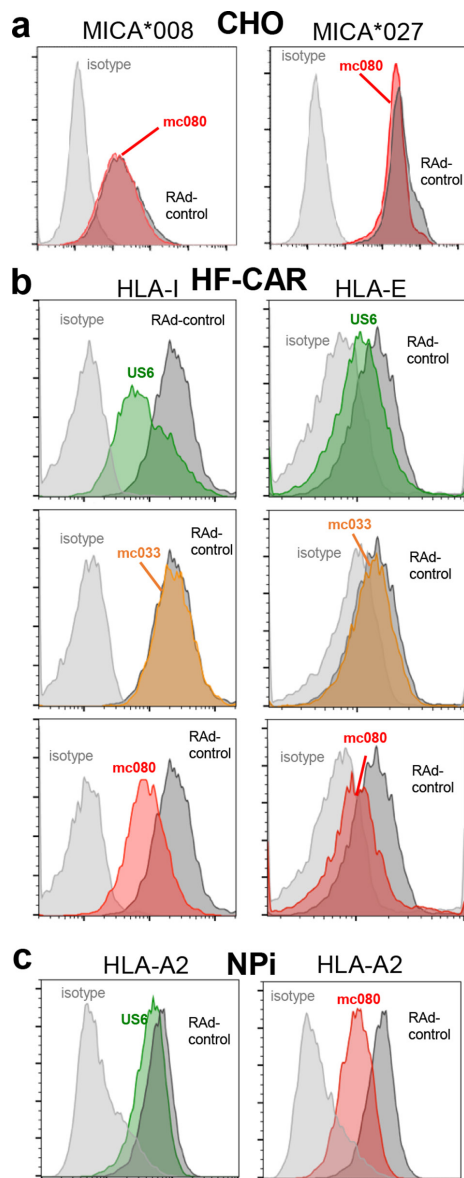 a CHO
MICA*008 MICA*027
isotype
mc080
RAd-
control
isotype
mc080
RAd-
control
b HF-CAR
HLA-I HLA-E
isotype
RAd-control
US6
isotype
US6
RAd-
control
isotype
mc033
RAd-
control
isotype
mc033
RAd-
control
isotype
mc080
RAd-
control
isotype
mc080
RAd-
control
c NPi
HLA-A2 HLA-A2
isotype
US6
RAd-
control
isotype
mc080
RAd-
control